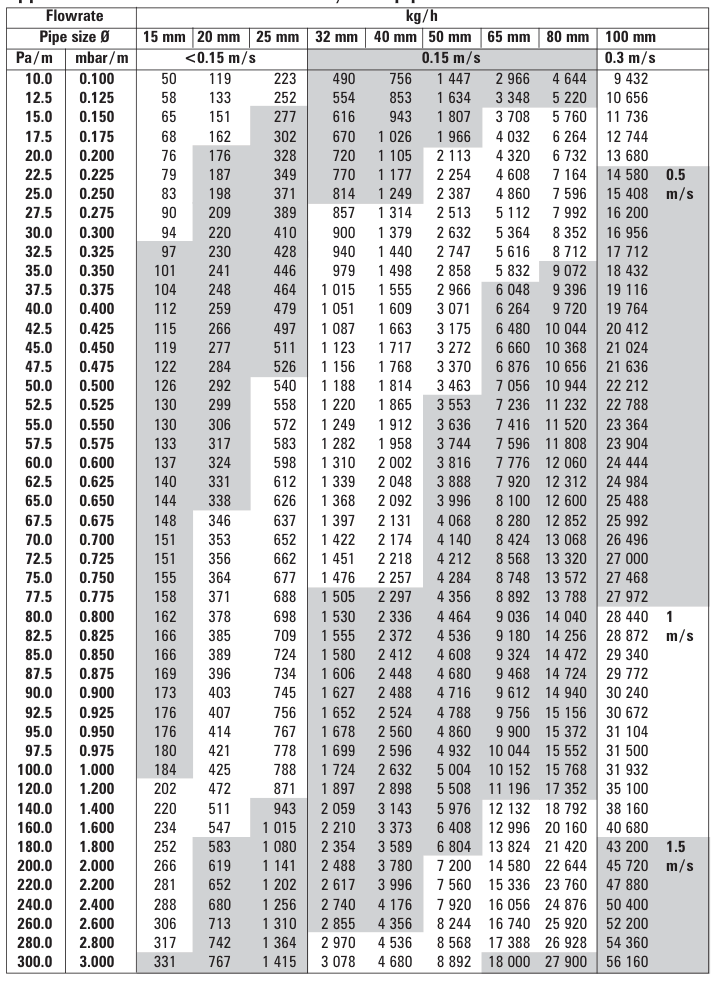 Flowrate kg/h
Pipe size Ø 15 mm 20 mm 25 mm 32 mm 40 mm 50 mm 65 mm 80 mm 100 mm
Pa/m mbar/m <0.15 m/s 0.15 m/s 0.3 m/s
10.0 0.100 50 119 223 490 756 1 447 2 966 4 644 9 432
12.5 0.125 58 133 252 554 853 1 634 3 348 5 220 10 656
15.0 0.150 65 151 277 616 943 1 807 3 708 5 760 11 736
17.5 0.175 68 162 302 670 1 026 1 966 4 032 6 264 12 744
20.0 0.200 76 176 328 720 1 105 2 113 4 320 6 732 13 680
22.5 0.225 79 187 349 770 1 177 2 254 4 608 7 164 14 580 0.5
25.0 0.250 83 198 371 814 1 249 2 387 4 860 7 596 15 408 m/s
27.5 0.275 90 209 389 857 1 314 2 513 5 112 7 992 16 200
30.0 0.300 94 220 410 900 1 379 2 632 5 364 8 352 16 956
32.5 0.325 97 230 428 940 1 440 2 747 5 616 8 712 17 712
35.0 0.350 101 241 446 979 1 498 2 858 5 832 9 072 18 432
37.5 0.375 104 248 464 1 015 1 555 2 966 6 048 9 396 19 116
40.0 0.400 112 259 479 1 051 1 609 3 071 6 264 9 720 19 764
42.5 0.425 115 266 497 1 087 1 663 3 175 6 480 10 044 20 412
45.0 0.450 119 277 511 1 123 1 717 3 272 6 660 10 368 21 024
47.5 0.475 122 284 526 1 156 1 768 3 370 6 876 10 656 21 636
50.0 0.500 126 292 540 1 188 1 814 3 463 7 056 10 944 22 212
52.5 0.525 130 299 558 1 220 1 865 3 553 7 236 11 232 22 788
55.0 0.550 130 306 572 1 249 1 912 3 636 7 416 11 520 23 364
57.5 0.575 133 317 583 1 282 1 958 3 744 7 596 11 808 23 904
60.0 0.600 137 324 598 1 310 2 002 3 816 7 776 12 060 24 444
62.5 0.625 140 331 612 1 339 2 048 3 888 7 920 12 312 24 984
65.0 0.650 144 338 626 1 368 2 092 3 996 8 100 12 600 25 488
67.5 0.675 148 346 637 1 397 2 131 4 068 8 280 12 852 25 992
70.0 0.700 151 353 652 1 422 2 174 4 140 8 424 13 068 26 496
72.5 0.725 151 356 662 1 451 2 218 4 212 8 568 13 320 27 000
75.0 0.750 155 364 677 1 476 2 257 4 284 8 748 13 572 27 468
77.5 0.775 158 371 688 1 505 2 297 4 356 8 892 13 788 27 972
80.0 0.800 162 378 698 1 530 2 336 4 464 9 036 14 040 28 440 1
82.5 0.825 166 385 709 1 555 2 372 4 536 9 180 14 256 28 872 m/s
85.0 0.850 166 389 724 1 580 2 412 4 608 9 324 14 472 29 340
87.5 0.875 169 396 734 1 606 2 448 4 680 9 468 14 724 29 772
90.0 0.900 173 403 745 1 627 2 488 4 716 9 612 14 940 30 240
92.5 0.925 176 407 756 1 652 2 524 4 788 9 756 15 156 30 672
95.0 0.950 176 414 767 1 678 2 560 4 860 9 900 15 372 31 104
97.5 0.975 180 421 778 1 699 2 596 4 932 10 044 15 552 31 500
100.0 1.000 184 425 788 1 724 2 632 5 004 10 152 15 768 31 932
120.0 1.200 202 472 871 1 897 2 898 5 508 11 196 17 352 35 100
140.0 1.400 220 511 943 2 059 3 143 5 976 12 132 18 792 38 160
160.0 1.600 234 547 1 015 2 210 3 373 6 408 12 996 20 160 40 680
180.0 1.800 252 583 1 080 2 354 3 589 6 804 13 824 21 420 43 200 1.5
200.0 2.000 266 619 1 141 2 488 3 780 7 200 14 580 22 644 45 720 m/s
220.0 2.200 281 652 1 202 2 617 3 996 7 560 15 336 23 760 47 880
240.0 2.400 288 680 1 256 2 740 4 176 7 920 16 056 24 876 50 400
260.0 2.600 306 713 1 310 2 855 4 356 8 244 16 740 25 920 52 200
280.0 2.800 317 742 1 364 2 970 4 536 8 568 17 388 26 928 54 360
300.0 3.000 331 767 1 415 3 078 4 680 8 892 18 000 27 900 56 160